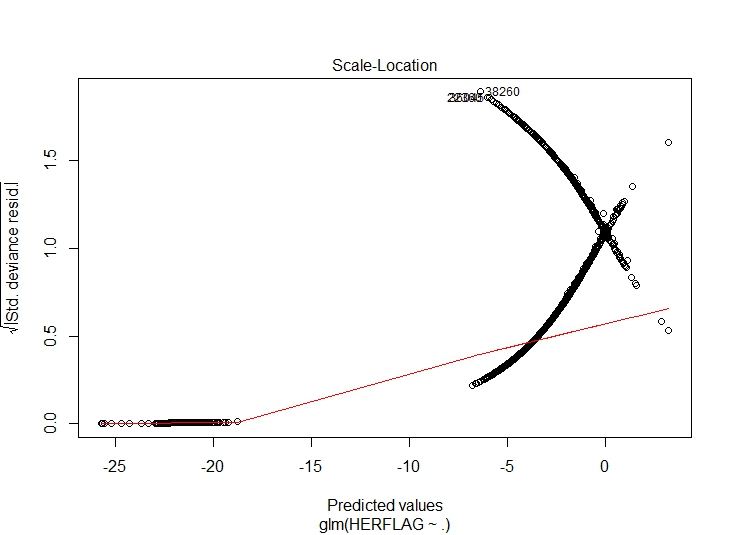 Scale-Location
38260
√|Std. deviance resid.|
0.0
0.5
1.0
1.5
-25
-20
-15
-10
-5
0
Predicted values
glm(HERFLAG ~ .)